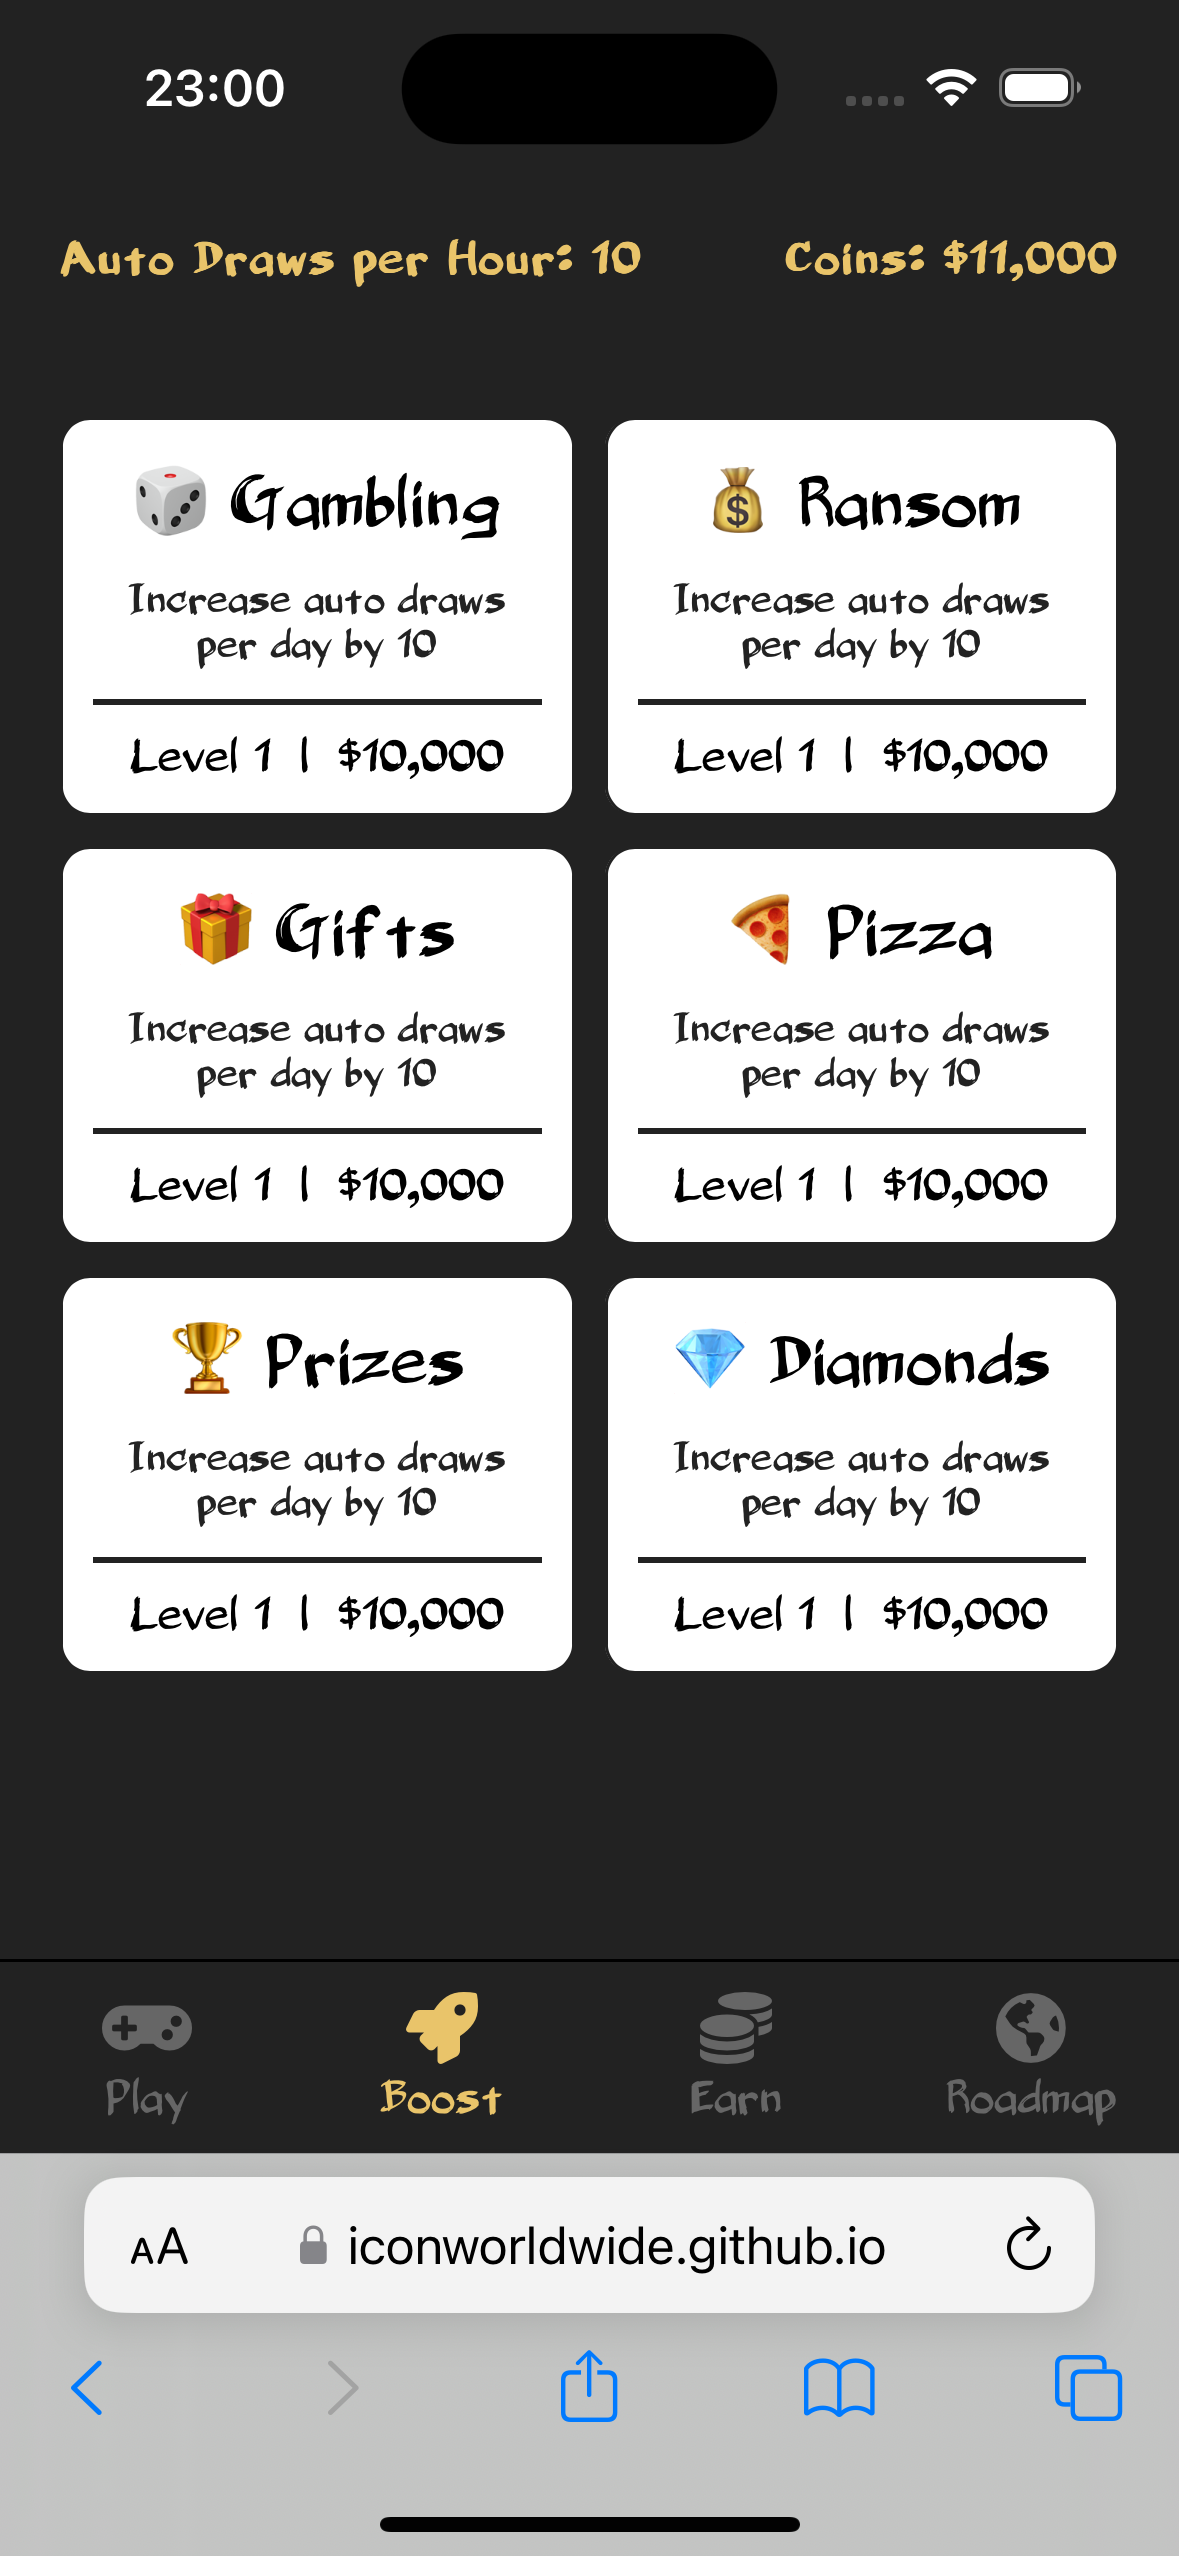 23:00
Auto Draws per Hour: 10
Coins: $11,000
Gambling
Increase auto draws
per day by 10
Level 1 | $10,000
Ransom
Increase auto draws
per day by 10
Level 1 | $10,000
Gifts
Increase auto draws
per day by 10
Level 1 | $10,000
Pizza
Increase auto draws
per day by 10
Level 1 | $10,000
Prizes
Increase auto draws
per day by 10
Level 1 | $10,000
Diamonds
Increase auto draws
per day by 10
Level 1 | $10,000
Play
Boost
Earn
Roadmap
AA
iconworldwide.github.io